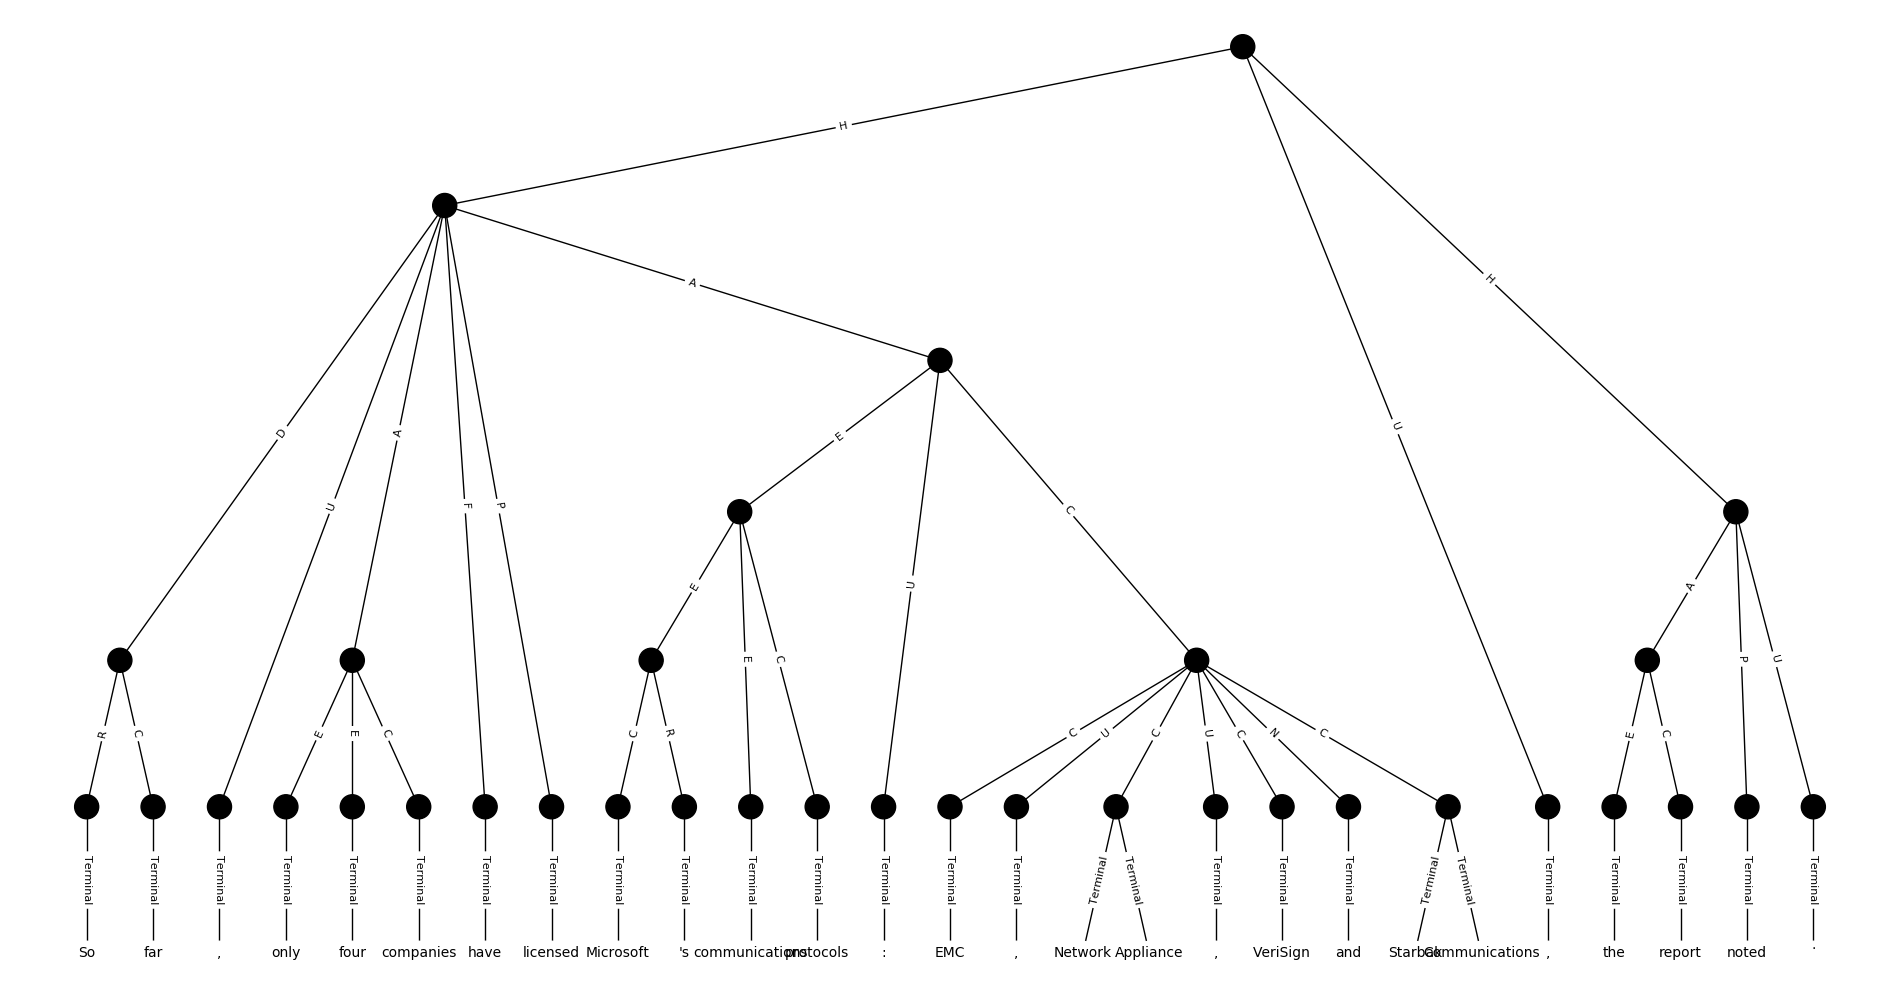 H
A
H
D
A
E
U
U
F
P
C
E
U
E
C
A
P
U
R
C
E
E
C
C
R
C
U
C
U
C
N
C
E
C
Terminal Terminal Terminal Terminal Terminal Terminal Terminal Terminal Terminal Terminal Terminal Terminal Terminal Terminal Terminal Terminal Terminal Terminal Terminal Terminal Terminal Terminal Terminal Terminal Terminal Terminal Terminal
So far , only four companies have licensed Microsoft 's communications protocols : EMC , Network Appliance , VeriSign and Starbak Communications , the report noted .